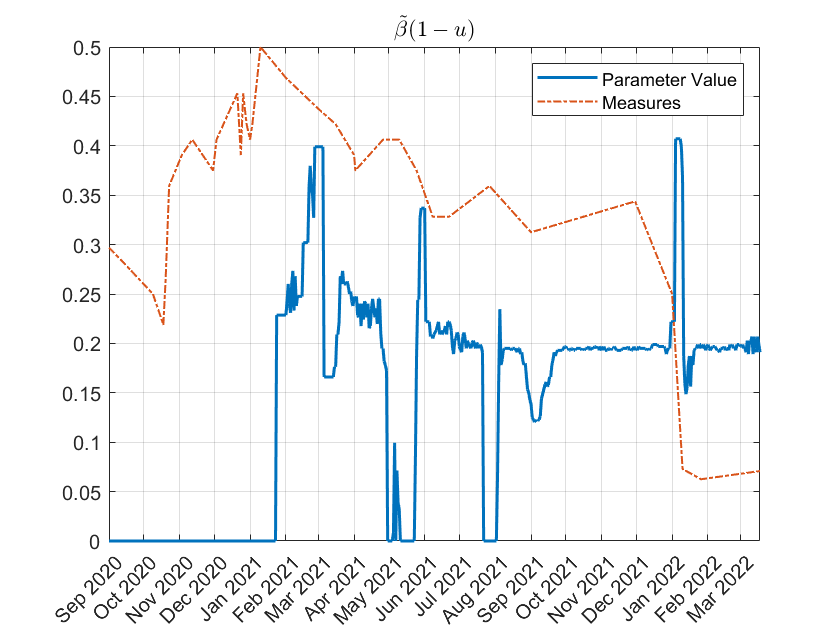 β̃(1 − u)
Parameter Value
Measures
0.5
0.45
0.4
0.35
0.3
0.25
0.2
0.15
0.1
0.05
0
Sep 2020
Oct 2020
Nov 2020
Dec 2020
Jan 2021
Feb 2021
Mar 2021
Apr 2021
May 2021
Jun 2021
Jul 2021
Aug 2021
Sep 2021
Oct 2021
Nov 2021
Dec 2021
Jan 2022
Feb 2022
Mar 2022